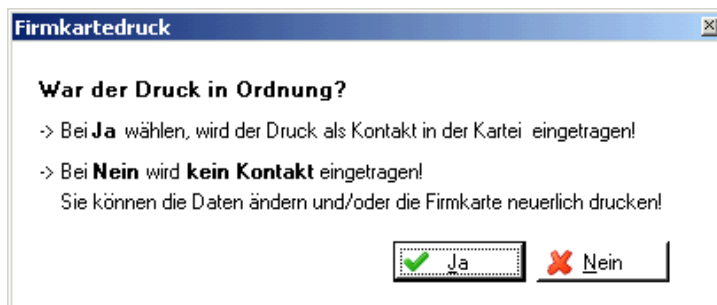 Firmkartedruck
War der Druck in Ordnung?
-> Bei Ja wählen, wird der Druck als Kontakt in der Kartei eingetragen!
-> Bei Nein wird kein Kontakt eingetragen!
Sie können die Daten ändern und/oder die Firmkarte neuerlich drucken!
Ja Nein